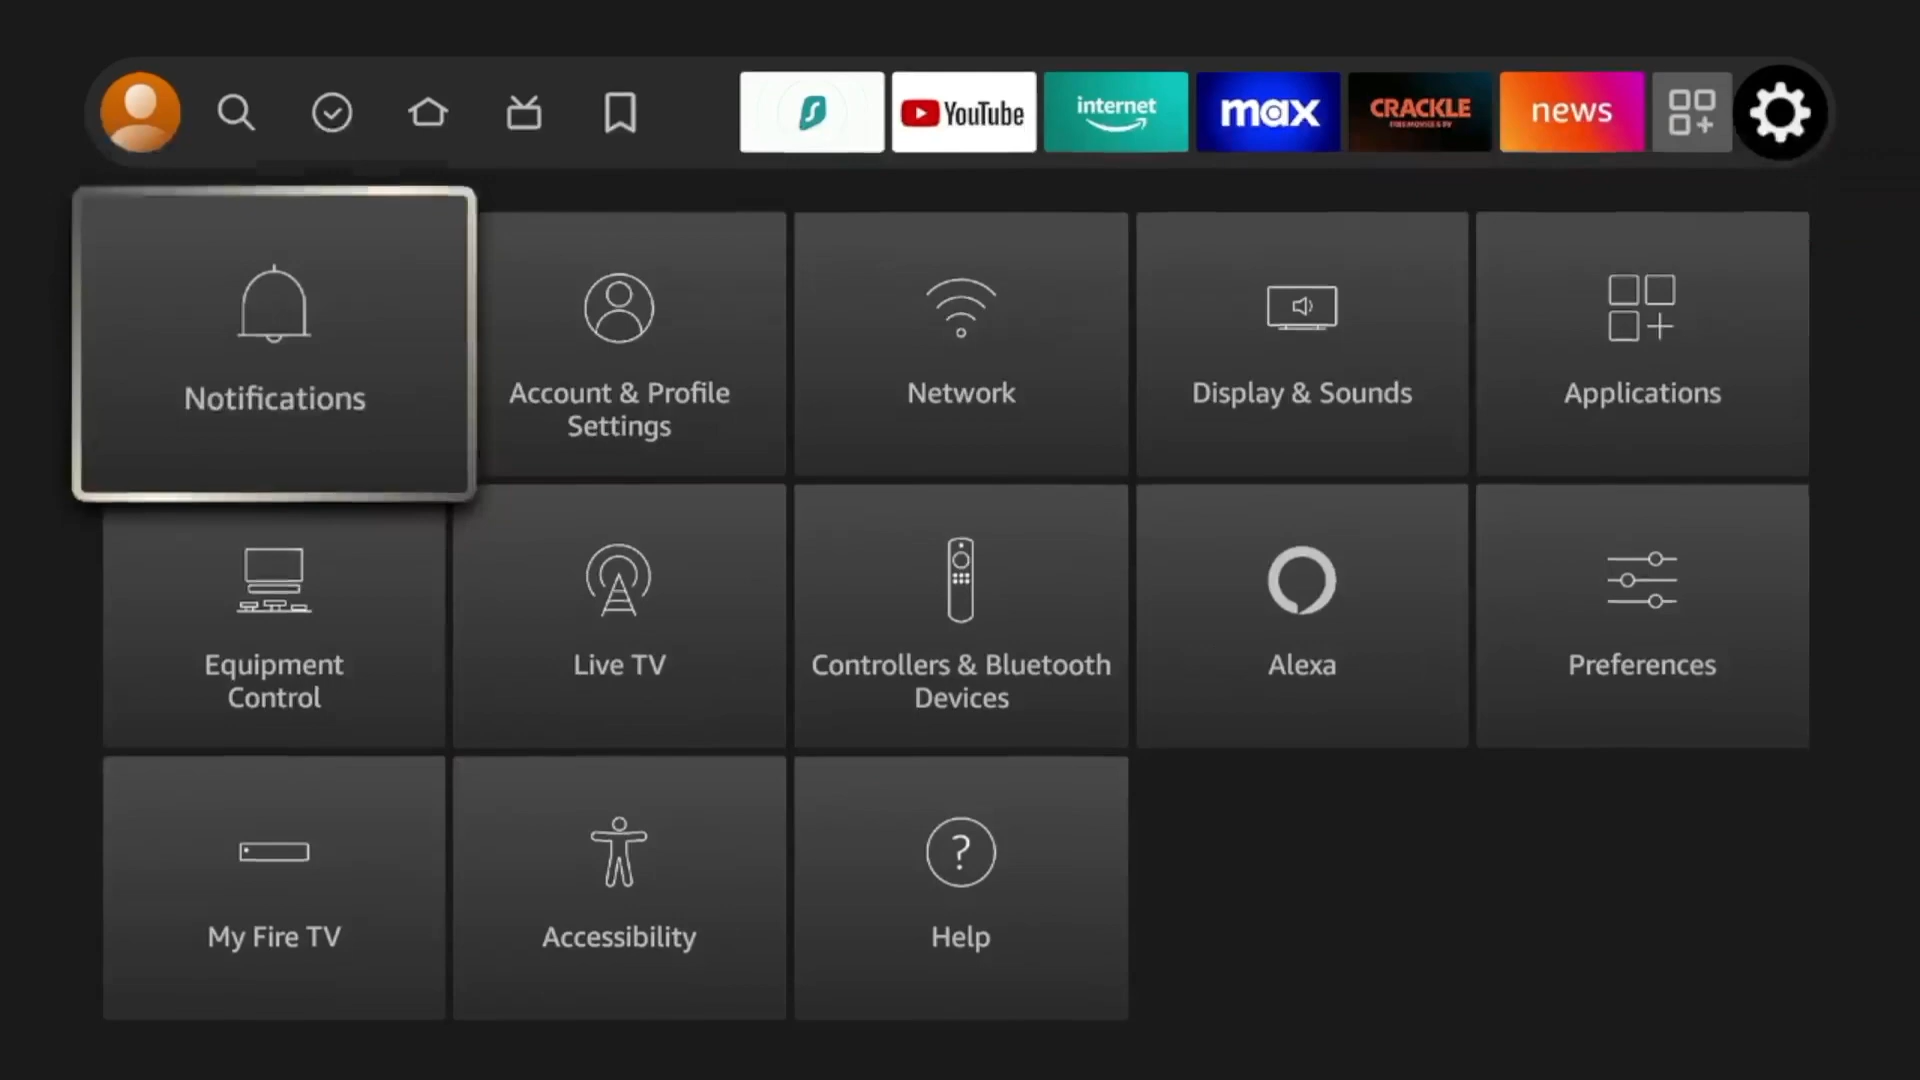 YouTube
internet
max
CRACKLE
news
Notifications
Account & Profile
Settings
Network
Display & Sounds
Applications
Equipment
Control
Live TV
Controllers & Bluetooth
Devices
Alexa
Preferences
My Fire TV
Accessibility
?
Help